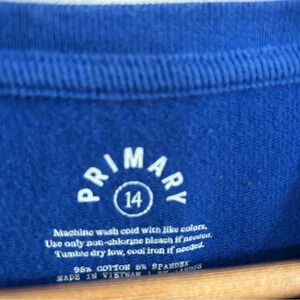 PRIMARY
14
Machine wash cold with like colors.
Use only non-chlorine bleach if needed.
Tumble dry low, cool iron if needed.
95% COTTON 5% SPANDEX
MADE IN VIETNAM